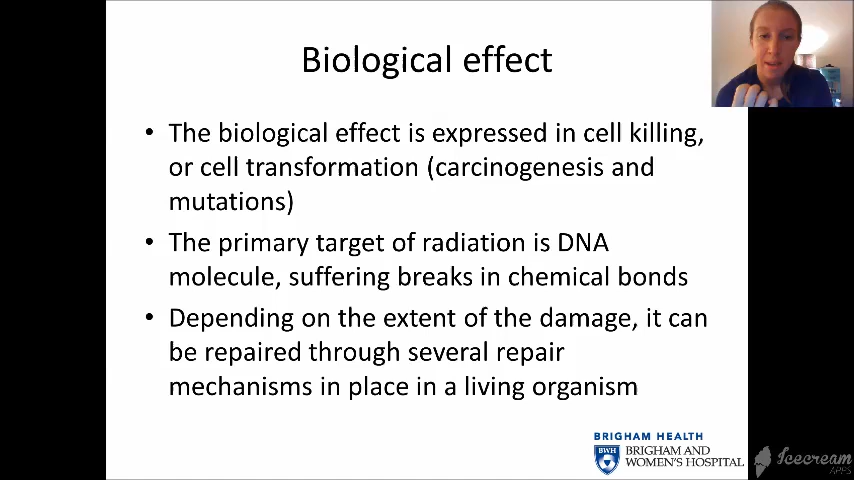 Biological effect
• The biological effect is expressed in cell killing,
or cell transformation (carcinogenesis and
mutations)
• The primary target of radiation is DNA
molecule, suffering breaks in chemical bonds
• Depending on the extent of the damage, it can
be repaired through several repair
mechanisms in place in a living organism
BRIGHAM HEALTH
BWH
BRIGHAM AND
WOMEN'S HOSPITAL
Icecream
APPS